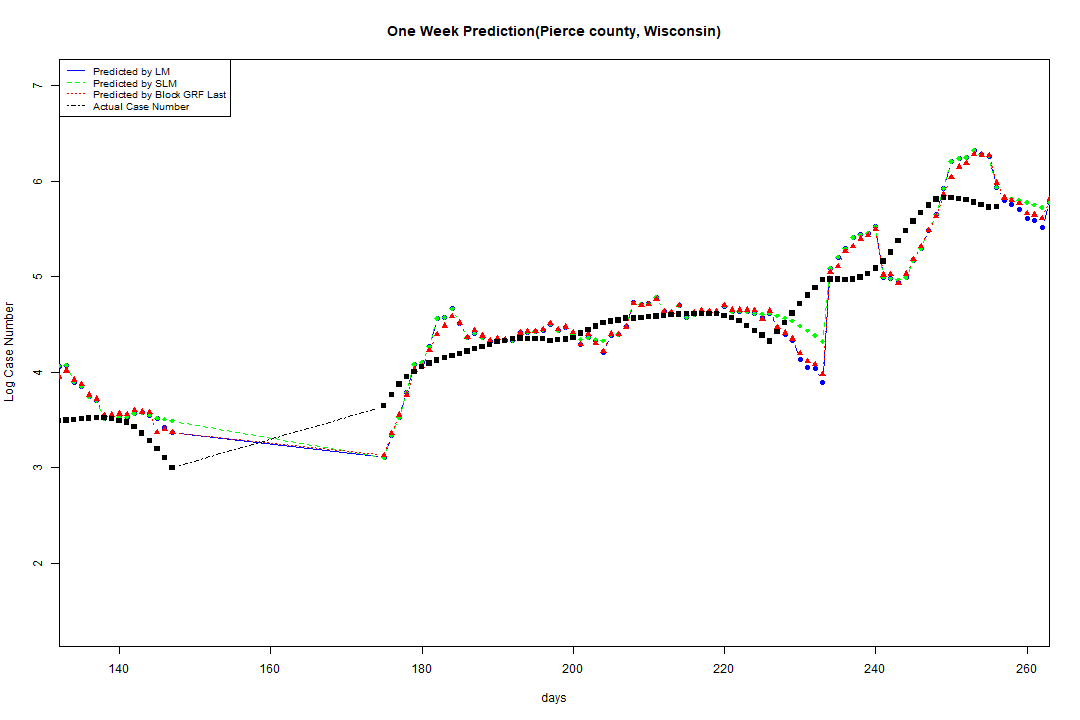 One Week Prediction(Pierce county, Wisconsin)
Predicted by LM
Predicted by SLM
Predicted by Block GRF Last
Actual Case Number
7
6
5
4
3
2
Log Case Number
140 160 180 200 220 240 260
days